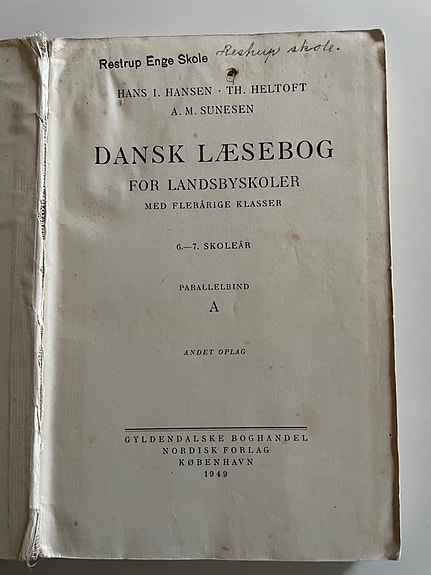 Restrup Enge Skole Restrup skole.
HANS I. HANSEN · TH. HELTOFT
A. M. SUNESEN
DANSK LÆSEBOG
FOR LANDSBYSKOLER
MED FLERÅRIGE KLASSER
6.—7. SKOLEÅR
PARALLELBIND
A
ANDET OPLAG
GYLDENDALSKE BOGHANDEL
NORDISK FORLAG
KØBENHAVN
1949